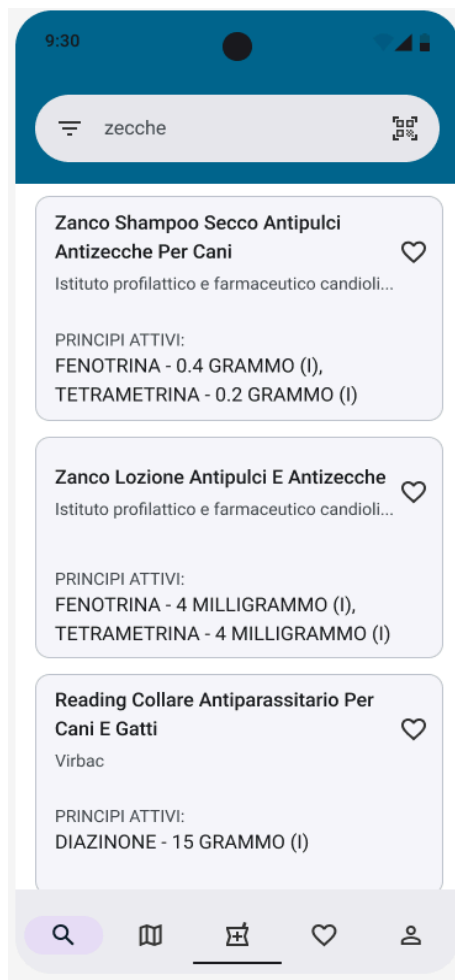 9:30
zecche
Zanco Shampoo Secco Antipulci
Antizecche Per Cani
Istituto profilattico e farmaceutico candioli...
PRINCIPI ATTIVI:
FENOTRINA - 0.4 GRAMMO (I),
TETRAMETRINA - 0.2 GRAMMO (I)
Zanco Lozione Antipulci E Antizecche
Istituto profilattico e farmaceutico candioli...
PRINCIPI ATTIVI:
FENOTRINA - 4 MILLIGRAMMO (I),
TETRAMETRINA - 4 MILLIGRAMMO (I)
Reading Collare Antiparassitario Per
Cani E Gatti
Virbac
PRINCIPI ATTIVI:
DIAZINONE - 15 GRAMMO (I)